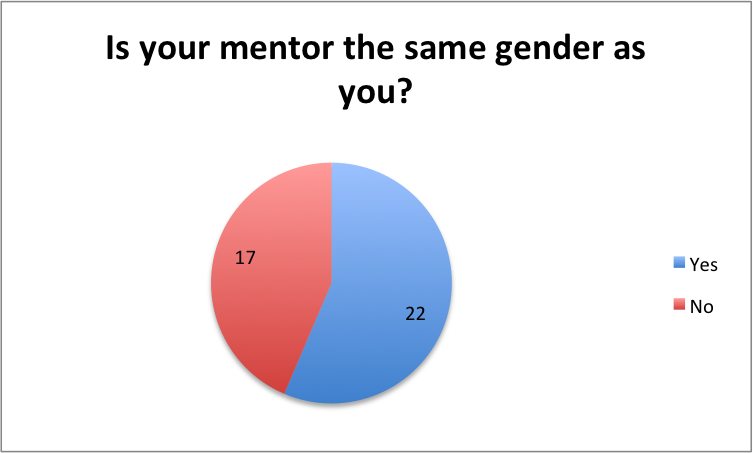 Is your mentor the same gender as
you?
17
22
Yes
No